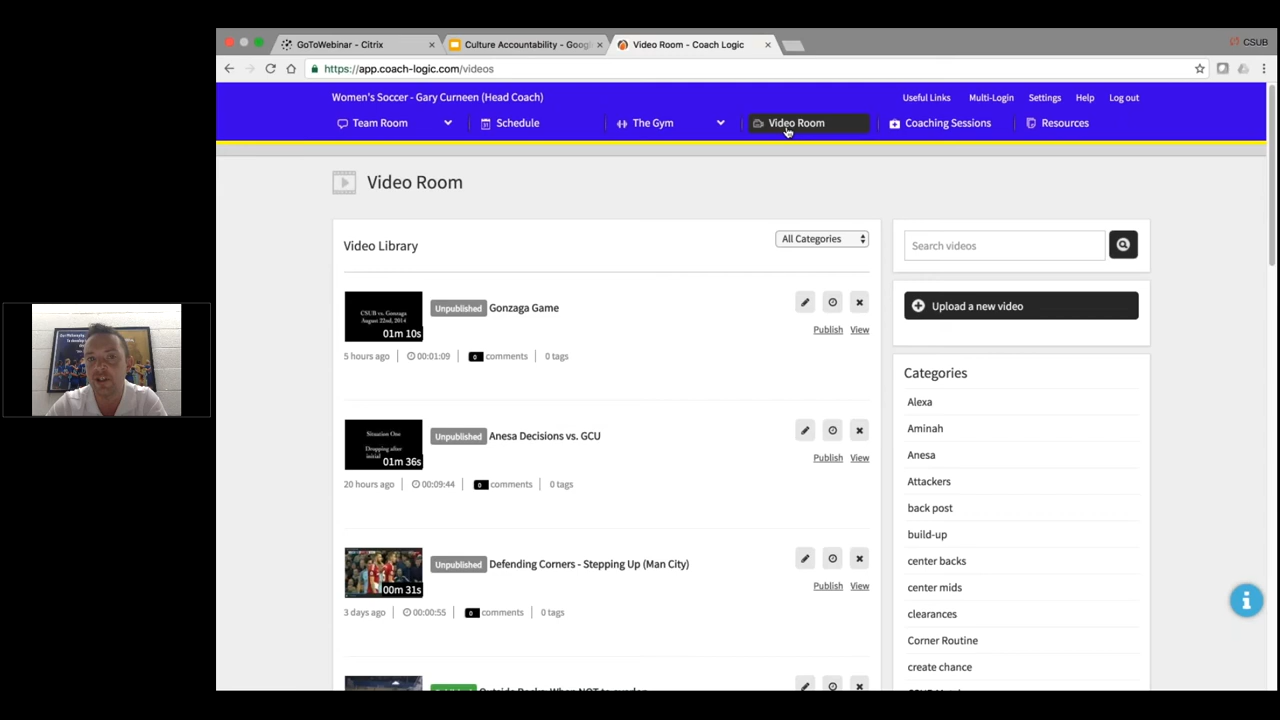 GoToWebinar - Citrix
Culture Accountability - Goog
Video Room - Coach Logic
CSUB
https://app.coach-logic.com/videos
Women's Soccer - Gary Curneen (Head Coach)
Useful Links
Multi-Login
Settings
Help
Log out
Team Room
Schedule
The Gym
Video Room
Coaching Sessions
Resources
Video Room
Video Library
All Categories
Search videos
CSUB vs. Gonzaga
August 22nd, 2014
01m 10s
Unpublished
Gonzaga Game
Publish
View
5 hours ago
00:01:09
0 comments
0 tags
Upload a new video
Categories
Alexa
Aminah
Anesa
Attackers
back post
build-up
center backs
center mids
clearances
Corner Routine
create chance
Situation One
Dropping after
initial
01m 36s
Unpublished
Anesa Decisions vs. GCU
Publish
View
20 hours ago
00:09:44
0 comments
0 tags
00m 31s
Unpublished
Defending Corners - Stepping Up (Man City)
Publish
View
3 days ago
00:00:55
0 comments
0 tags